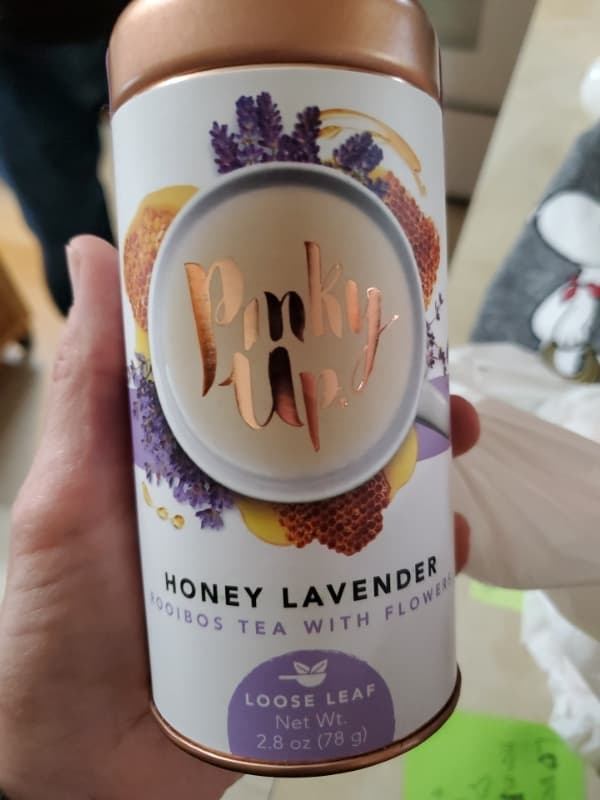 Pinky
Up.
HONEY LAVENDER
ROOIBOS TEA WITH FLOWERS
LOOSE LEAF
Net Wt.
2.8 oz (78 g)